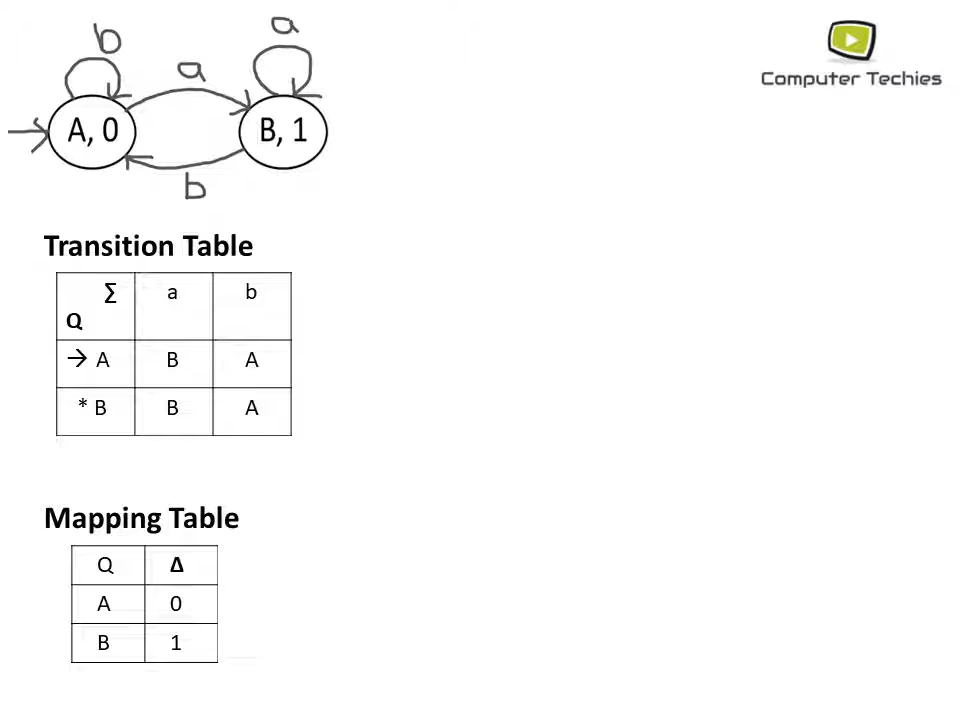 b
a
a
A, 0
B, 1
b
Computer Techies
Transition Table
Σ a b
Q
→ A B A
* B B A
Mapping Table
Q Δ
A 0
B 1